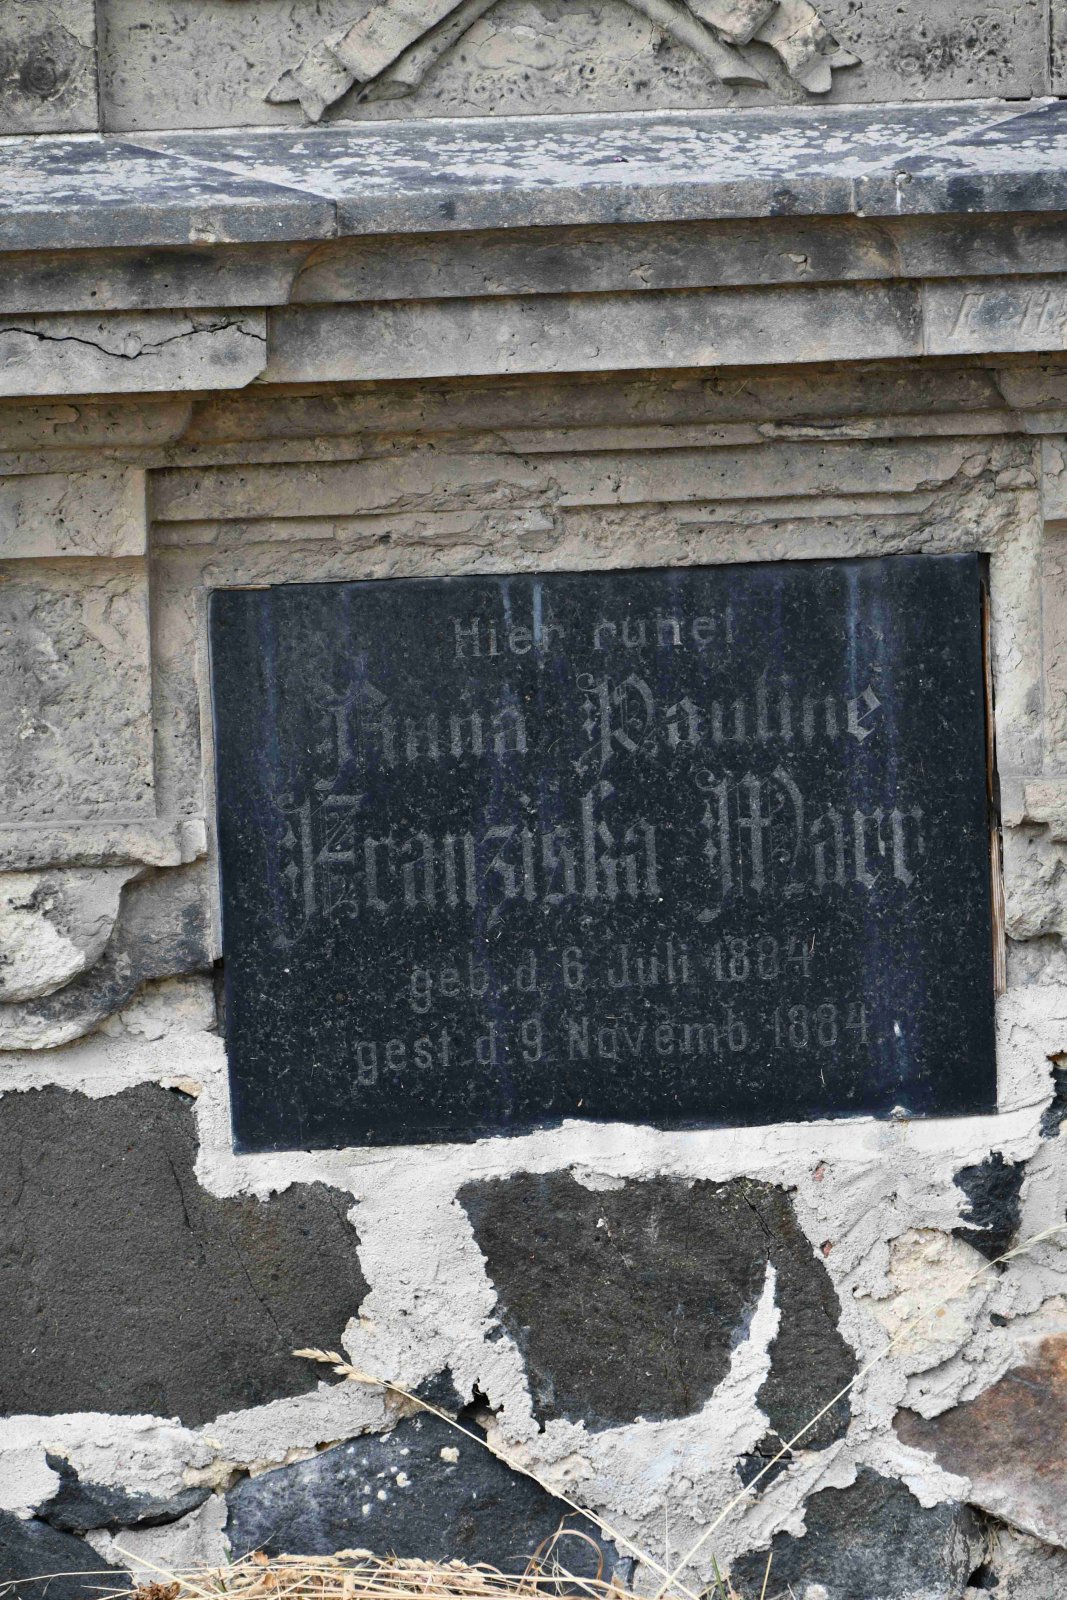 Hier ruhet
Anna Pauline
Franziska Marr
geb. d. 6. Juli 1884
gest. d. 9. Novemb. 1884.